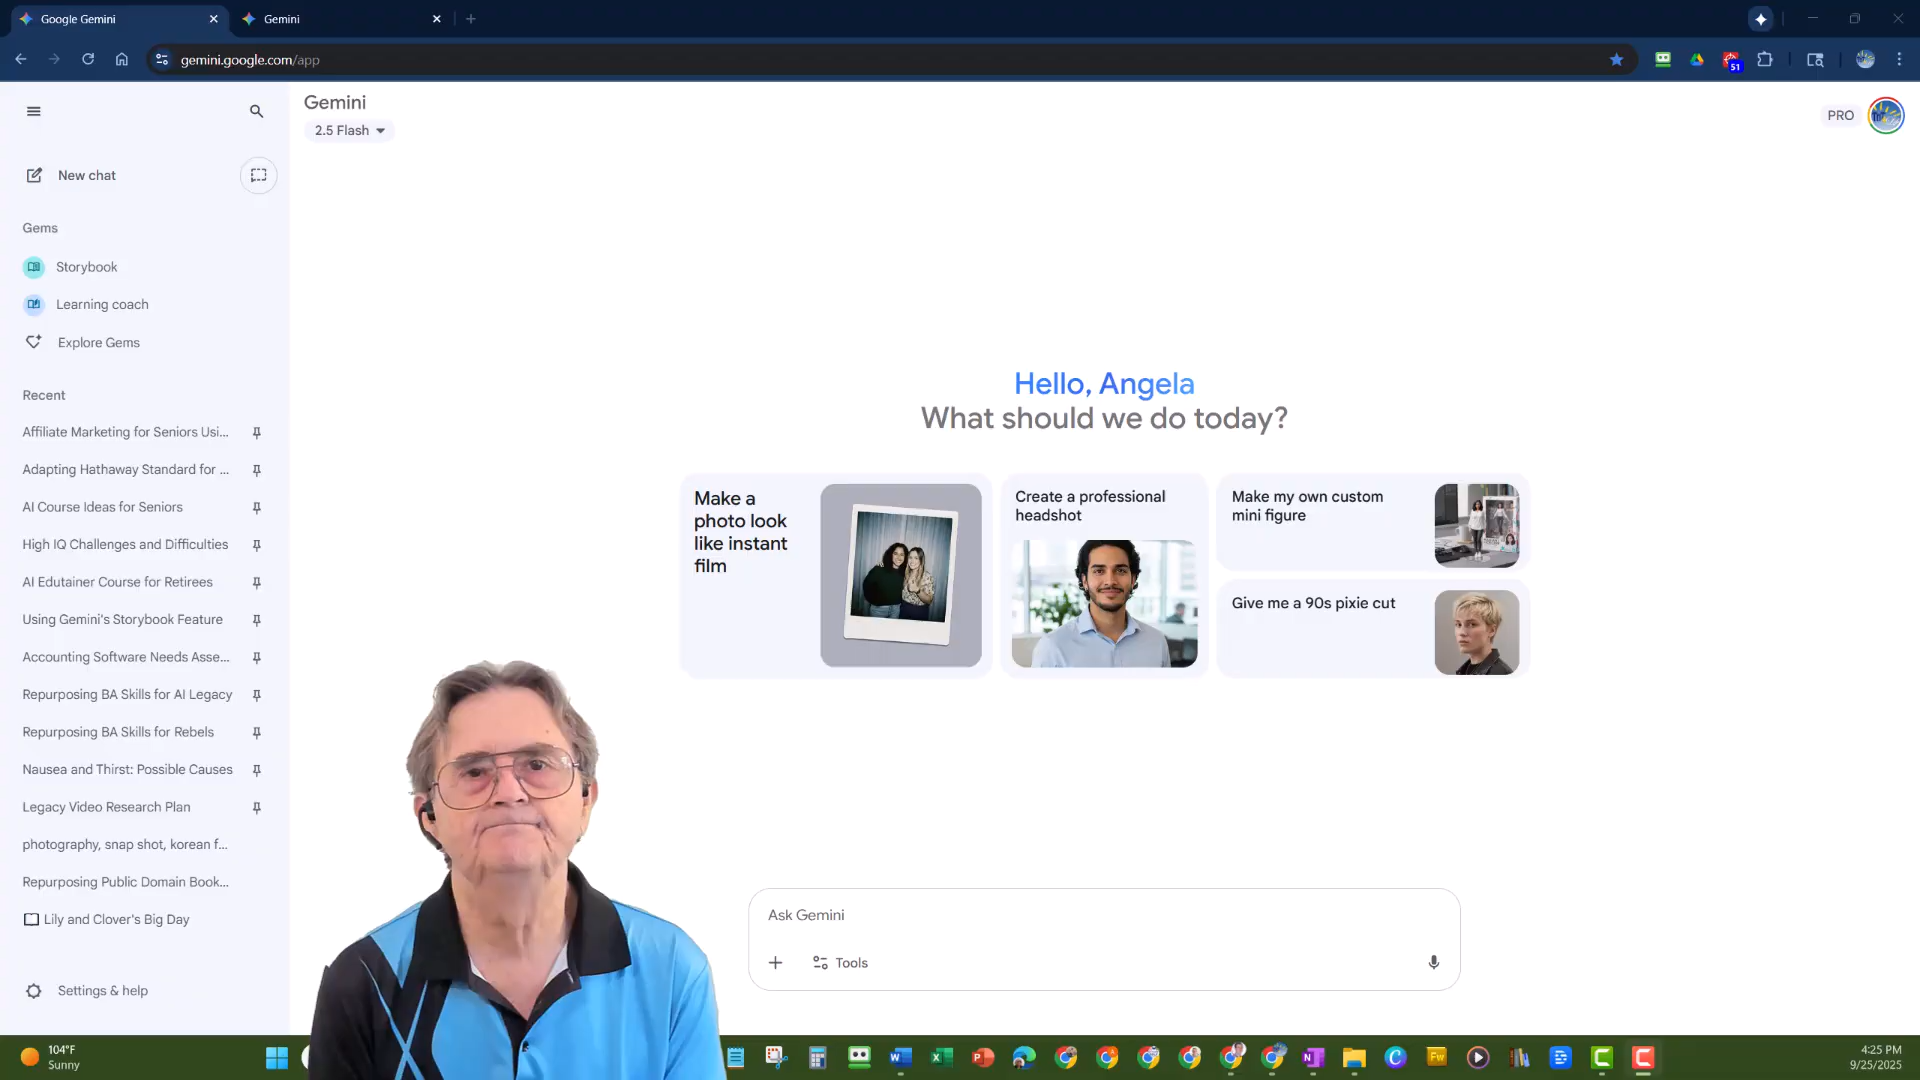 Google Gemini
Gemini
gemini.google.com/app
51
Gemini
2.5 Flash
PRO
New chat
Gems
Storybook
Learning coach
Explore Gems
Recent
Affiliate Marketing for Seniors Usi...
Adapting Hathaway Standard for ...
AI Course Ideas for Seniors
High IQ Challenges and Difficulties
AI Edutainer Course for Retirees
Using Gemini's Storybook Feature
Accounting Software Needs Asse...
Repurposing BA Skills for AI Legacy
Repurposing BA Skills for Rebels
Nausea and Thirst: Possible Causes
Legacy Video Research Plan
photography, snap shot, korean f...
Repurposing Public Domain Book...
Lily and Clover's Big Day
Settings & help
Hello, Angela
What should we do today?
Make a
photo look
like instant
film
Create a professional
headshot
Make my own custom
mini figure
Give me a 90s pixie cut
Ask Gemini
Tools
104°F
Sunny
4:25 PM
9/25/2025